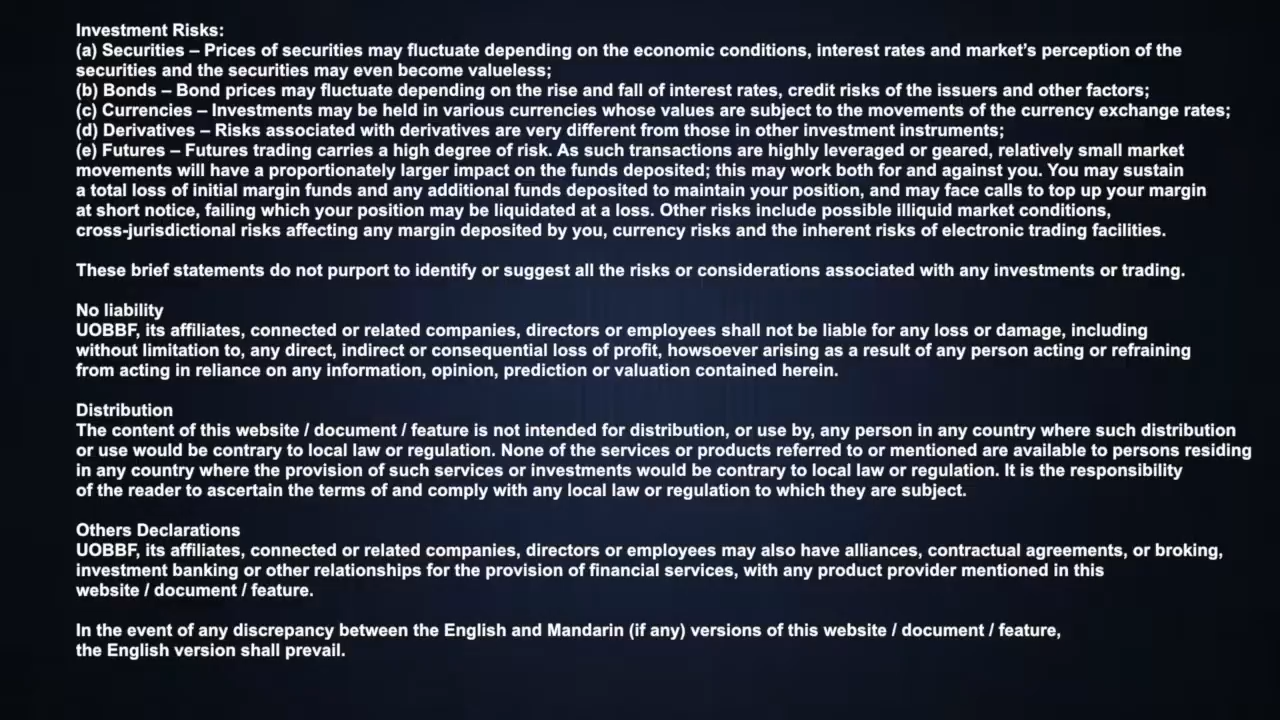 Investment Risks:
(a) Securities – Prices of securities may fluctuate depending on the economic conditions, interest rates and market’s perception of the
securities and the securities may even become valueless;
(b) Bonds – Bond prices may fluctuate depending on the rise and fall of interest rates, credit risks of the issuers and other factors;
(c) Currencies – Investments may be held in various currencies whose values are subject to the movements of the currency exchange rates;
(d) Derivatives – Risks associated with derivatives are very different from those in other investment instruments;
(e) Futures – Futures trading carries a high degree of risk. As such transactions are highly leveraged or geared, relatively small market
movements will have a proportionately larger impact on the funds deposited; this may work both for and against you. You may sustain
a total loss of initial margin funds and any additional funds deposited to maintain your position, and may face calls to top up your margin
at short notice, failing which your position may be liquidated at a loss. Other risks include possible illiquid market conditions,
cross-jurisdictional risks affecting any margin deposited by you, currency risks and the inherent risks of electronic trading facilities.
These brief statements do not purport to identify or suggest all the risks or considerations associated with any investments or trading.
No liability
UOBBF, its affiliates, connected or related companies, directors or employees shall not be liable for any loss or damage, including
without limitation to, any direct, indirect or consequential loss of profit, howsoever arising as a result of any person acting or refraining
from acting in reliance on any information, opinion, prediction or valuation contained herein.
Distribution
The content of this website / document / feature is not intended for distribution, or use by, any person in any country where such distribution
or use would be contrary to local law or regulation. None of the services or products referred to or mentioned are available to persons residing
in any country where the provision of such services or investments would be contrary to local law or regulation. It is the responsibility
of the reader to ascertain the terms of and comply with any local law or regulation to which they are subject.
Others Declarations
UOBBF, its affiliates, connected or related companies, directors or employees may also have alliances, contractual agreements, or broking,
investment banking or other relationships for the provision of financial services, with any product provider mentioned in this
website / document / feature.
In the event of any discrepancy between the English and Mandarin (if any) versions of this website / document / feature,
the English version shall prevail.